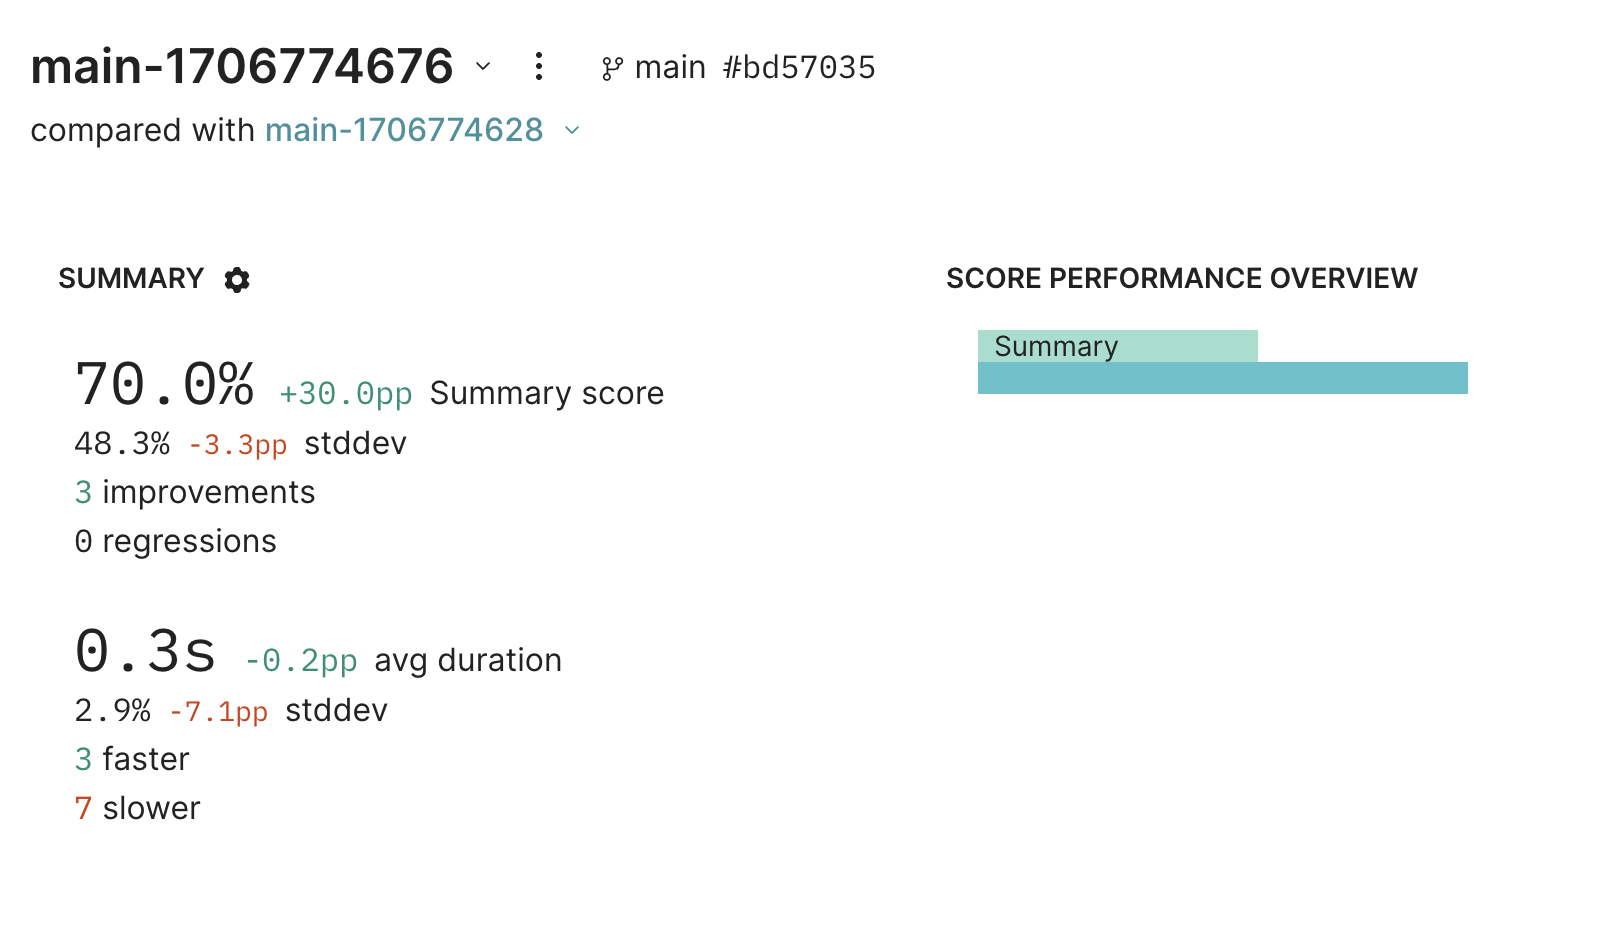 main-1706774676 main #bd57035
compared with main-1706774628
SUMMARY
70.0% +30.0pp Summary score
48.3% -3.3pp stddev
3 improvements
0 regressions
0.3s -0.2pp avg duration
2.9% -7.1pp stddev
3 faster
7 slower
SCORE PERFORMANCE OVERVIEW
Summary